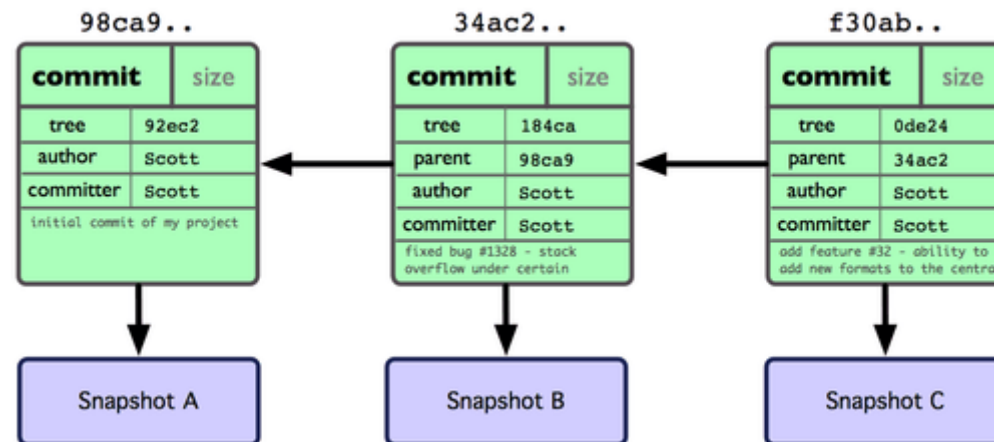 98ca9..
commit size
tree 92ec2
author Scott
committer Scott
initial commit of my project
Snapshot A
34ac2..
commit size
tree 184ca
parent 98ca9
author Scott
committer Scott
fixed bug #1328 - stack
overflow under certain
Snapshot B
f30ab..
commit size
tree 0de24
parent 34ac2
author Scott
committer Scott
add feature #32 - ability to
add new formats to the centra
Snapshot C